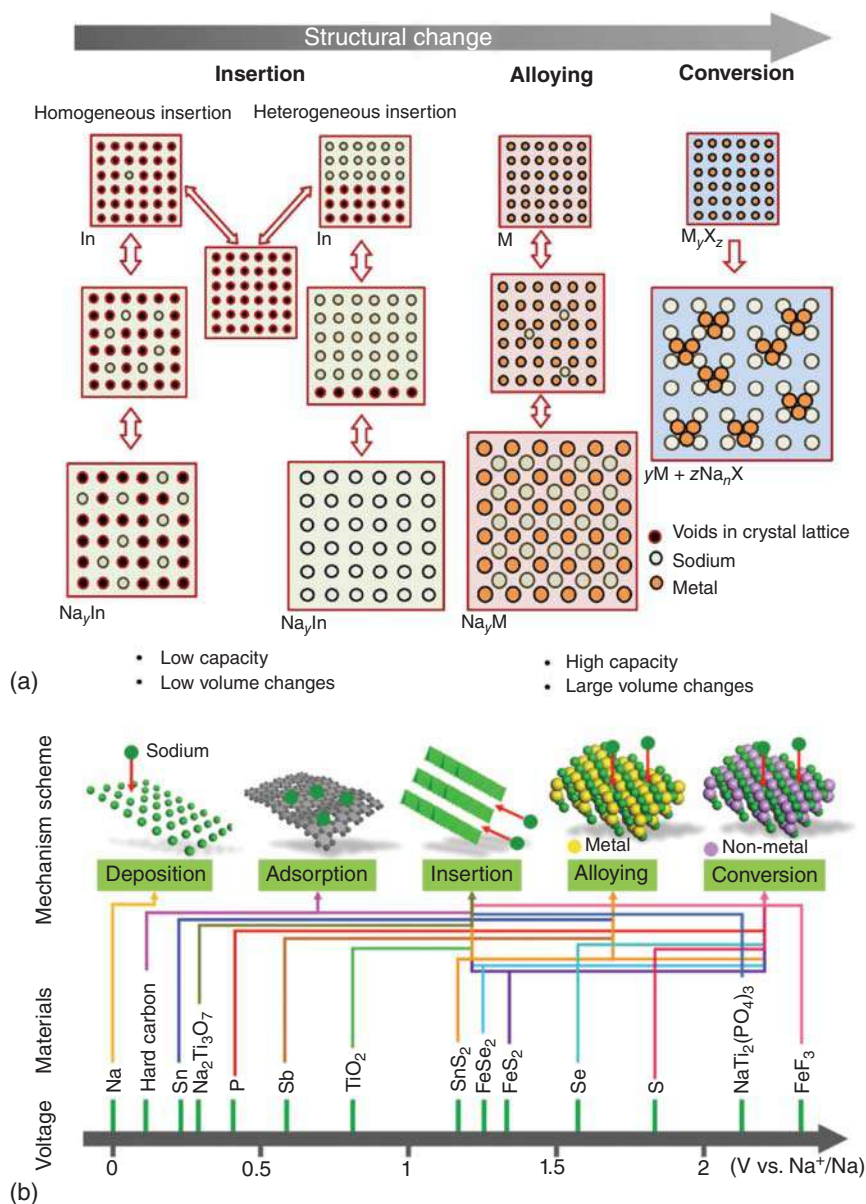 Structural change
Insertion Alloying Conversion
Homogeneous insertion Heterogeneous insertion
In In M MyXz
yM + zNanX
Voids in crystal lattice
Sodium
Metal
NayIn NayIn NayM
• Low capacity
• Low volume changes
• High capacity
• Large volume changes
(a)
Mechanism scheme
Sodium
Metal Non-metal
Deposition Adsorption Insertion Alloying Conversion
Materials
Na
Hard carbon
Sn
Na2Ti3O7
P
Sb
TiO2
SnS2
FeSe2
FeS2
Se
S
NaTi2(PO4)3
FeF3
Voltage
0 0.5 1 1.5 2 (V vs. Na+/Na)
(b)